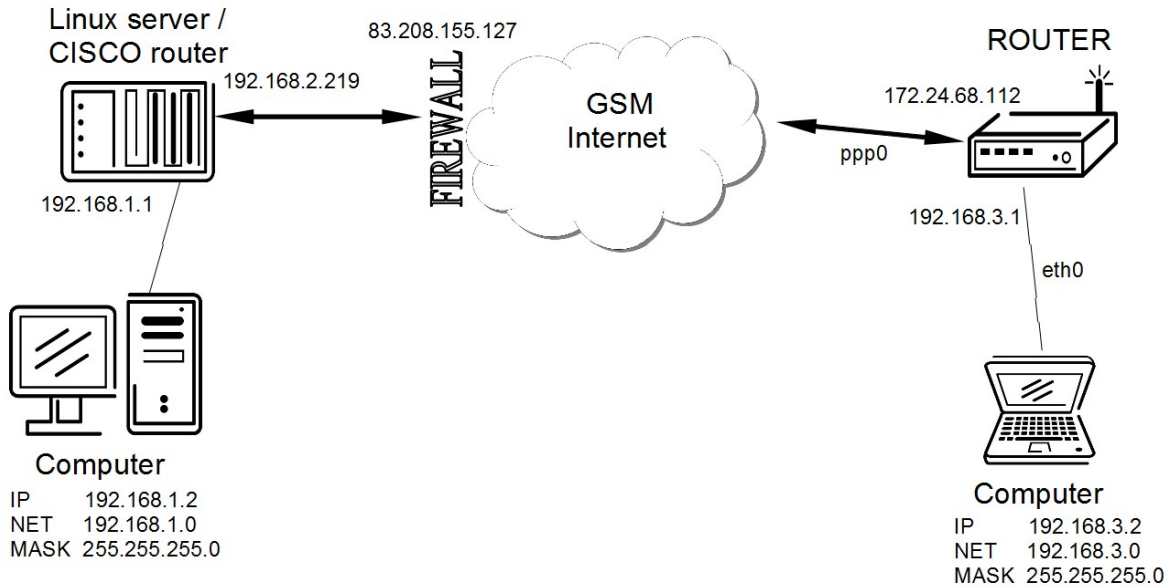 Linux server /
CISCO router
83.208.155.127
192.168.2.219
FIREWALL
192.168.1.1
GSM
Internet
ROUTER
172.24.68.112
ppp0
192.168.3.1
eth0
Computer
IP 192.168.1.2
NET 192.168.1.0
MASK 255.255.255.0
Computer
IP 192.168.3.2
NET 192.168.3.0
MASK 255.255.255.0